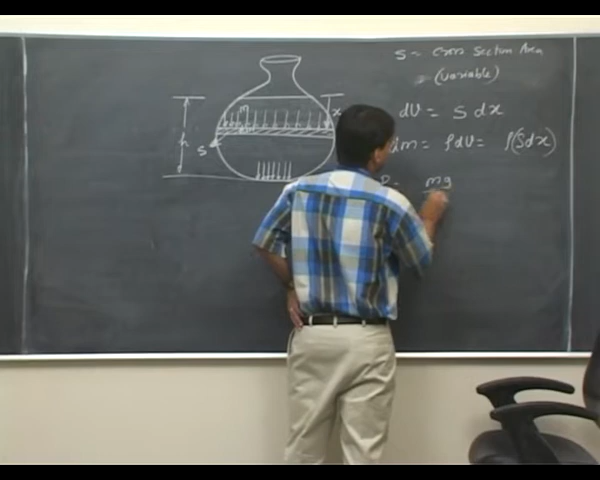 S = Cross Section Area
(variable)
m
x
dV = S dx
h
dm = ρdV = ρ(Sdx)
S
P = mg